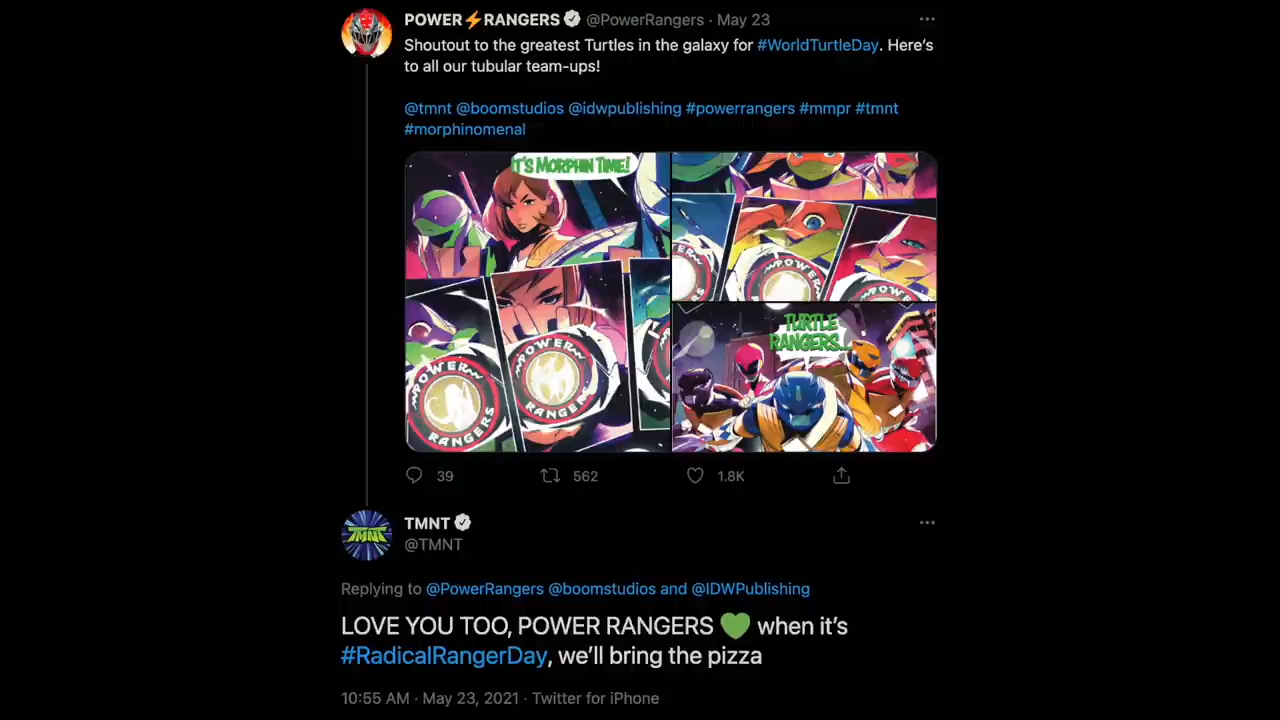 POWER⚡RANGERS @PowerRangers · May 23
Shoutout to the greatest Turtles in the galaxy for #WorldTurtleDay. Here's
to all our tubular team-ups!
@tmnt @boomstudios @idwpublishing #powerrangers #mmpr #tmnt
#morphinomenal
IT'S MORPHIN TIME!
POWER
RANGERS
POWER
RANGERS
POWER
POWER
TURTLE
RANGERS...
39 562 1.8K
TMNT
TMNT
@TMNT
Replying to @PowerRangers @boomstudios and @IDWPublishing
LOVE YOU TOO, POWER RANGERS 💚 when it's
#RadicalRangerDay, we'll bring the pizza
10:55 AM · May 23, 2021 · Twitter for iPhone